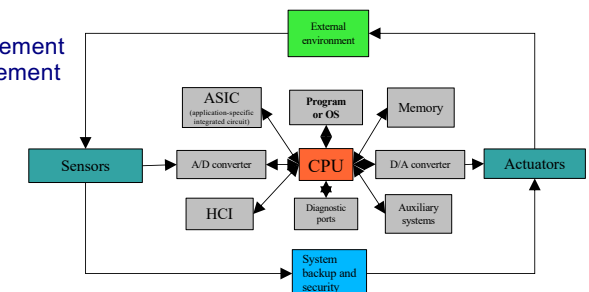 External
environment
ement
ement
ASIC
(application-specific
integrated circuit)
Program
or OS
Memory
Sensors
A/D converter
CPU
D/A converter
Actuators
HCI
Diagnostic
ports
Auxiliary
systems
System
backup and
security